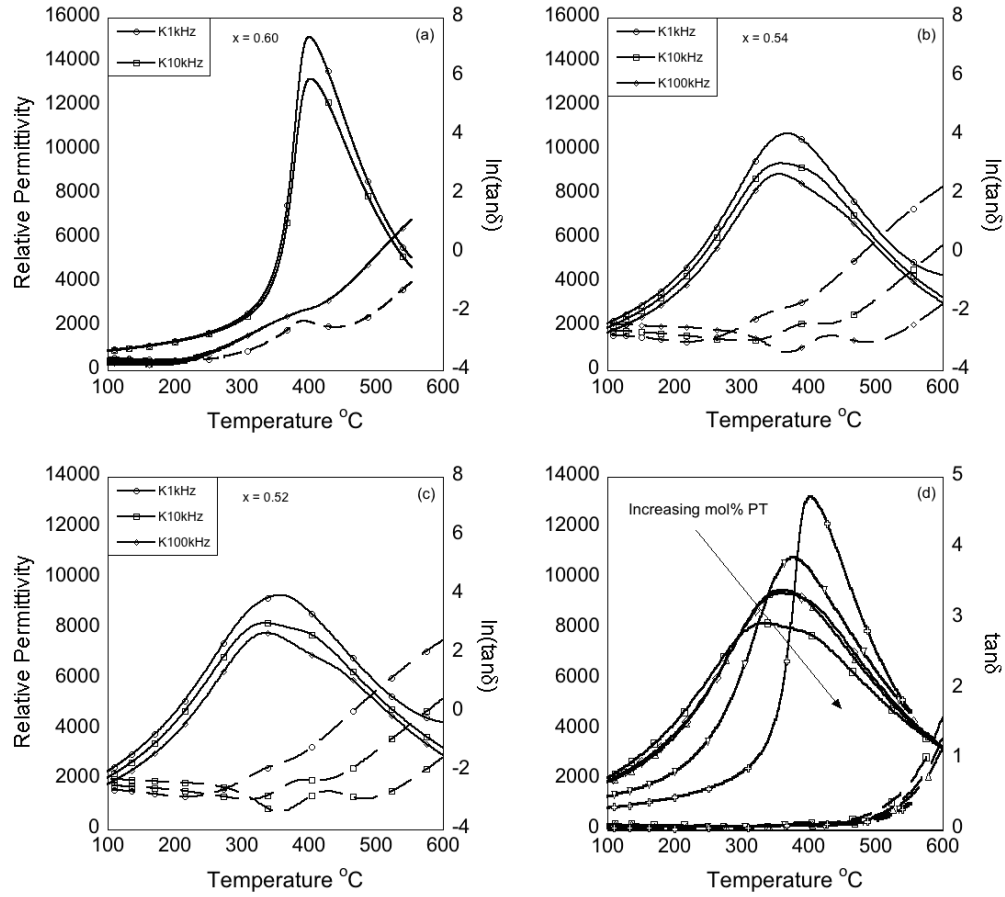 16000
14000
12000
10000
8000
6000
4000
2000
0
Relative Permittivity
K1kHz
K10kHz
x = 0.60
(a)
8
6
4
2
0
-2
-4
ln(tanδ)
100 200 300 400 500 600
Temperature °C
16000
14000
12000
10000
8000
6000
4000
2000
0
K1kHz
K10kHz
K100kHz
x = 0.54
(b)
8
6
4
2
0
-2
-4
ln(tanδ)
100 200 300 400 500 600
Temperature °C
14000
12000
10000
8000
6000
4000
2000
0
Relative Permittivity
K1kHz
K10kHz
K100kHz
x = 0.52
(c)
8
6
4
2
0
-2
-4
ln(tanδ)
100 200 300 400 500 600
Temperature °C
14000
12000
10000
8000
6000
4000
2000
0
Increasing mol% PT
(d)
5
4
3
2
1
0
tanδ
100 200 300 400 500 600
Temperature °C